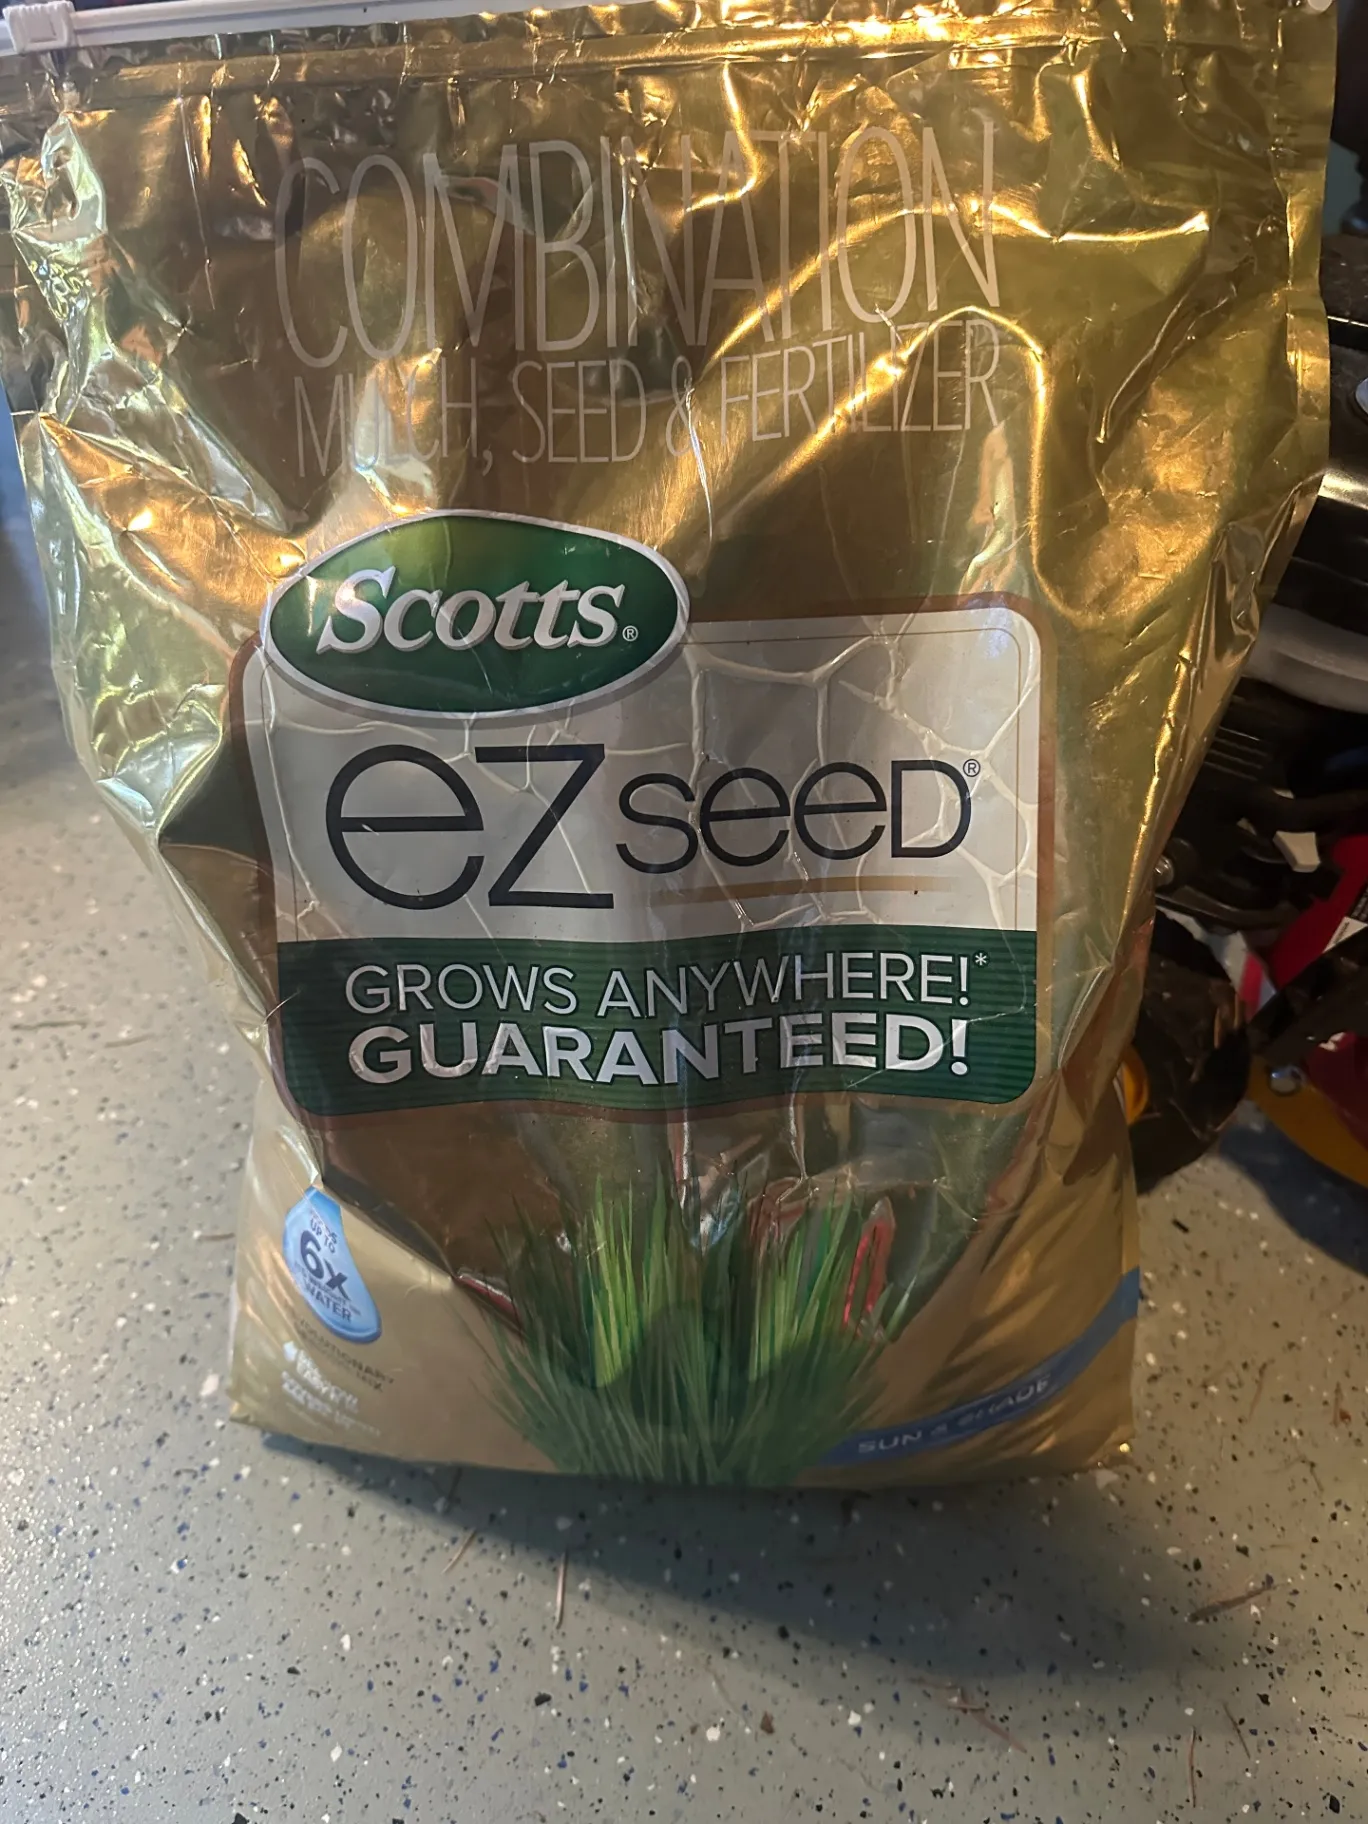 COMBINATION
MULCH, SEED & FERTILIZER
Scotts®
eZ seeD®
GROWS ANYWHERE!*
GUARANTEED!
UP TO
6X
WATER
SUN & SHADE